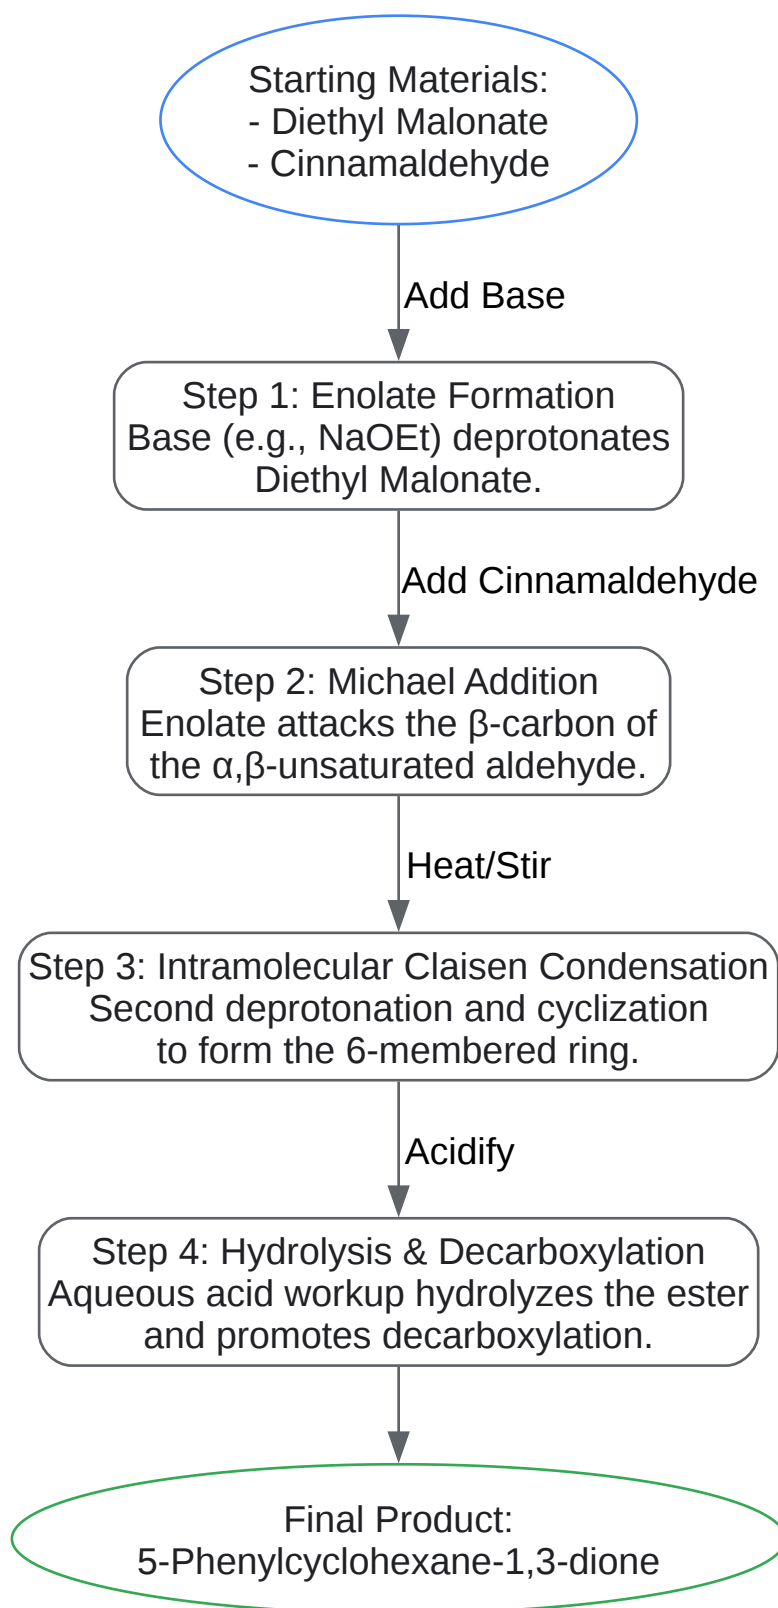 Starting Materials:
- Diethyl Malonate
- Cinnamaldehyde
Add Base
Step 1: Enolate Formation
Base (e.g., NaOEt) deprotonates
Diethyl Malonate.
Add Cinnamaldehyde
Step 2: Michael Addition
Enolate attacks the β-carbon of
the α,β-unsaturated aldehyde.
Heat/Stir
Step 3: Intramolecular Claisen Condensation
Second deprotonation and cyclization
to form the 6-membered ring.
Acidify
Step 4: Hydrolysis & Decarboxylation
Aqueous acid workup hydrolyzes the ester
and promotes decarboxylation.
Final Product:
5-Phenylcyclohexane-1,3-dione